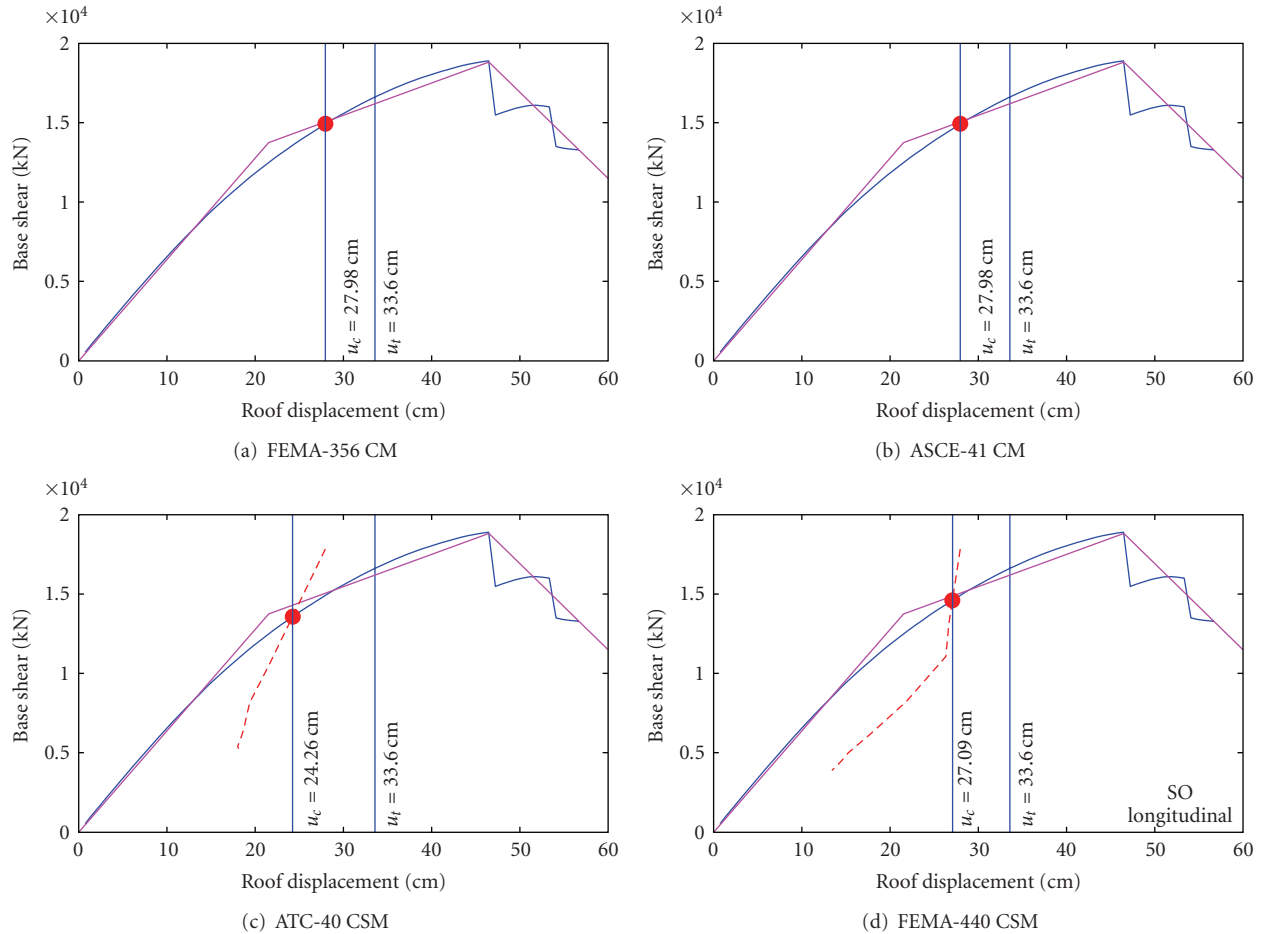 ×10⁴
2
1.5
1
0.5
0
Base shear (kN)
u_c = 27.98 cm
u_t = 33.6 cm
0 10 20 30 40 50 60
Roof displacement (cm)
(a) FEMA-356 CM
×10⁴
2
1.5
1
0.5
0
Base shear (kN)
u_c = 27.98 cm
u_t = 33.6 cm
0 10 20 30 40 50 60
Roof displacement (cm)
(b) ASCE-41 CM
×10⁴
2
1.5
1
0.5
0
Base shear (kN)
u_c = 24.26 cm
u_t = 33.6 cm
0 10 20 30 40 50 60
Roof displacement (cm)
(c) ATC-40 CSM
×10⁴
2
1.5
1
0.5
0
Base shear (kN)
u_c = 27.09 cm
u_t = 33.6 cm
SO
longitudinal
0 10 20 30 40 50 60
Roof displacement (cm)
(d) FEMA-440 CSM